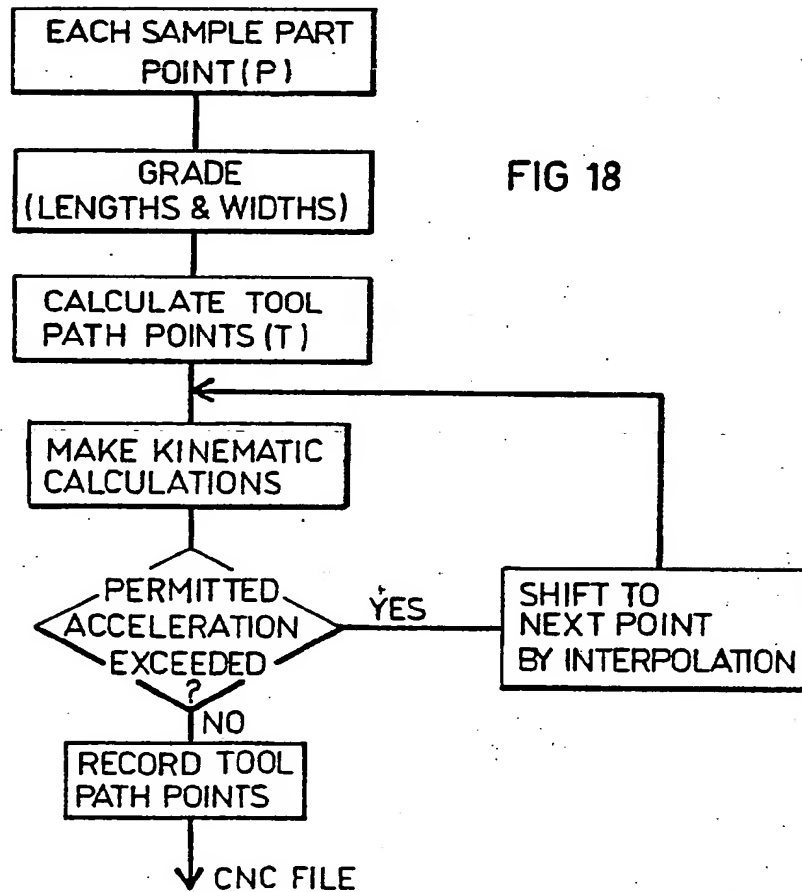 EACH SAMPLE PART
POINT (P)
GRADE
(LENGTHS & WIDTHS)
FIG 18
CALCULATE TOOL
PATH POINTS (T)
MAKE KINEMATIC
CALCULATIONS
PERMITTED
ACCELERATION
EXCEEDED
?
YES
SHIFT TO
NEXT POINT
BY INTERPOLATION
NO
RECORD TOOL
PATH POINTS
CNC FILE